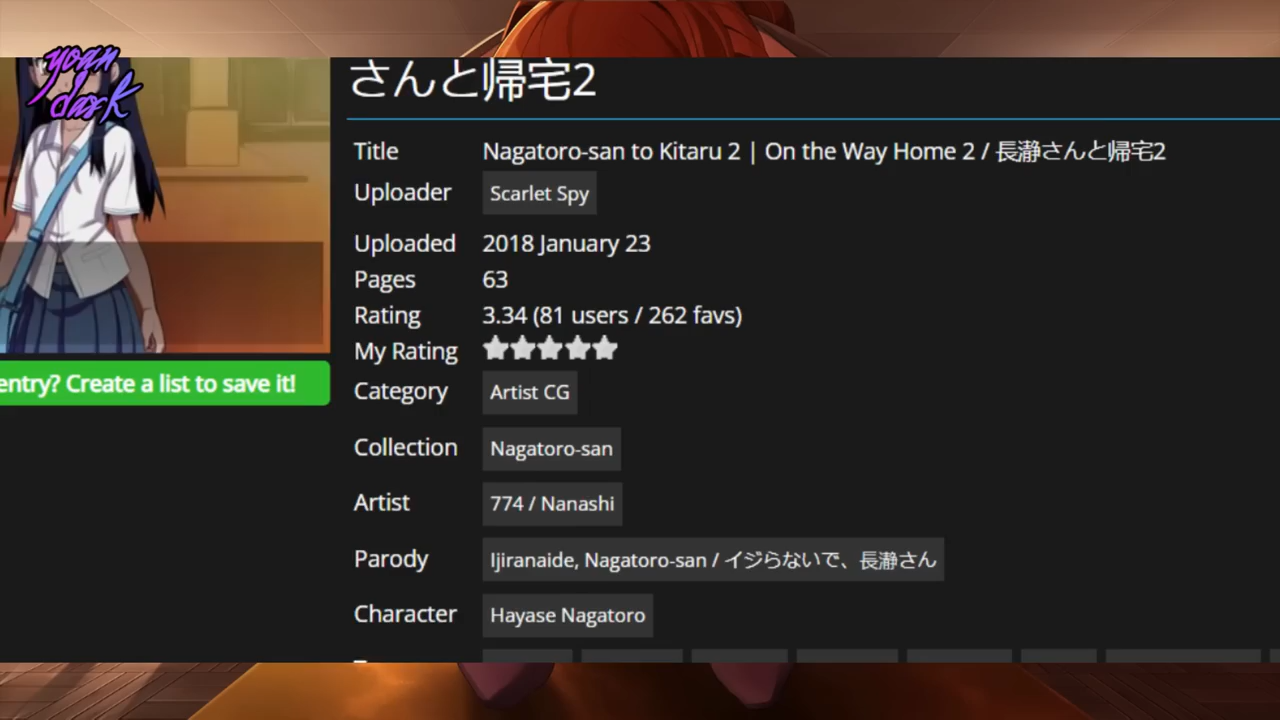 yoan
dark
さんと帰宅2
Title Nagatoro-san to Kitaru 2 | On the Way Home 2 / 長瀞さんと帰宅2
Uploader Scarlet Spy
Uploaded 2018 January 23
Pages 63
Rating 3.34 (81 users / 262 favs)
My Rating
entry? Create a list to save it!
Category Artist CG
Collection Nagatoro-san
Artist 774 / Nanashi
Parody Ijiranaide, Nagatoro-san / イジらないで、長瀞さん
Character Hayase Nagatoro